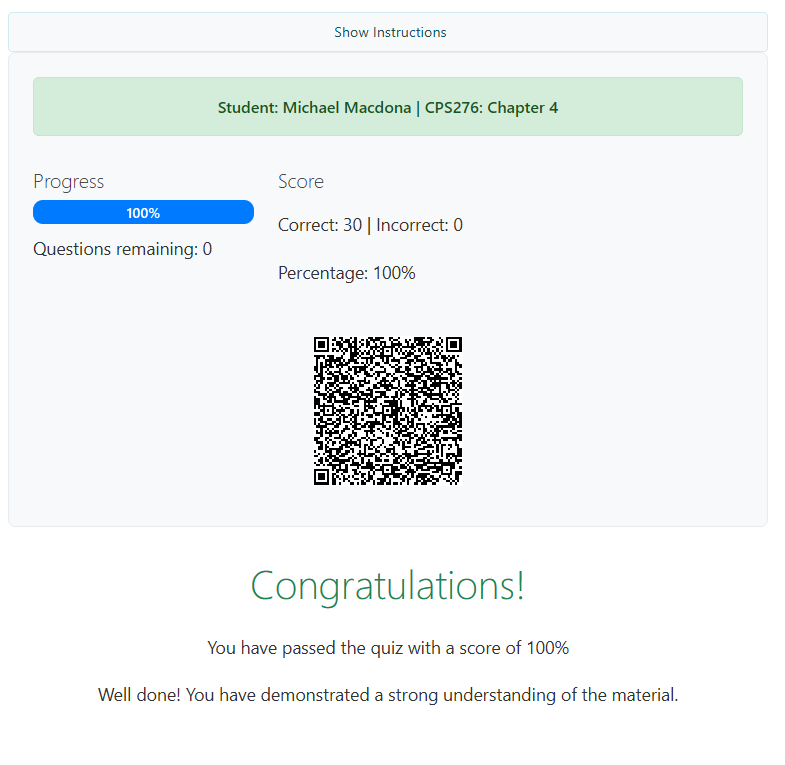 Show Instructions
Student: Michael Macdona | CPS276: Chapter 4
Progress
100%
Questions remaining: 0
Score
Correct: 30 | Incorrect: 0
Percentage: 100%
Congratulations!
You have passed the quiz with a score of 100%
Well done! You have demonstrated a strong understanding of the material.